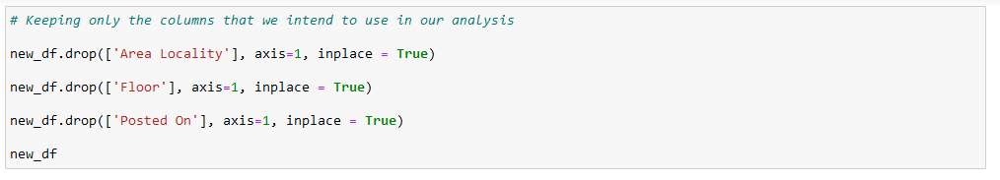 # Keeping only the columns that we intend to use in our analysis
new_df.drop(['Area Locality'], axis=1, inplace = True)
new_df.drop(['Floor'], axis=1, inplace = True)
new_df.drop(['Posted On'], axis=1, inplace = True)
new_df